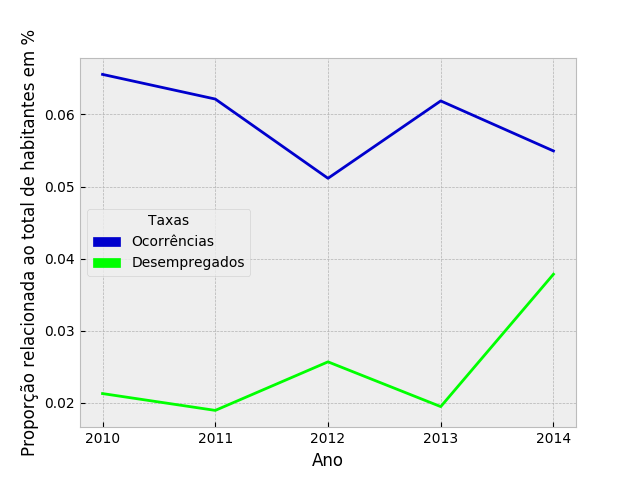 Proporção relacionada ao total de habitantes em %
0.06
0.05
0.04
0.03
0.02
Taxas
Ocorrências
Desempregados
2010 2011 2012 2013 2014
Ano